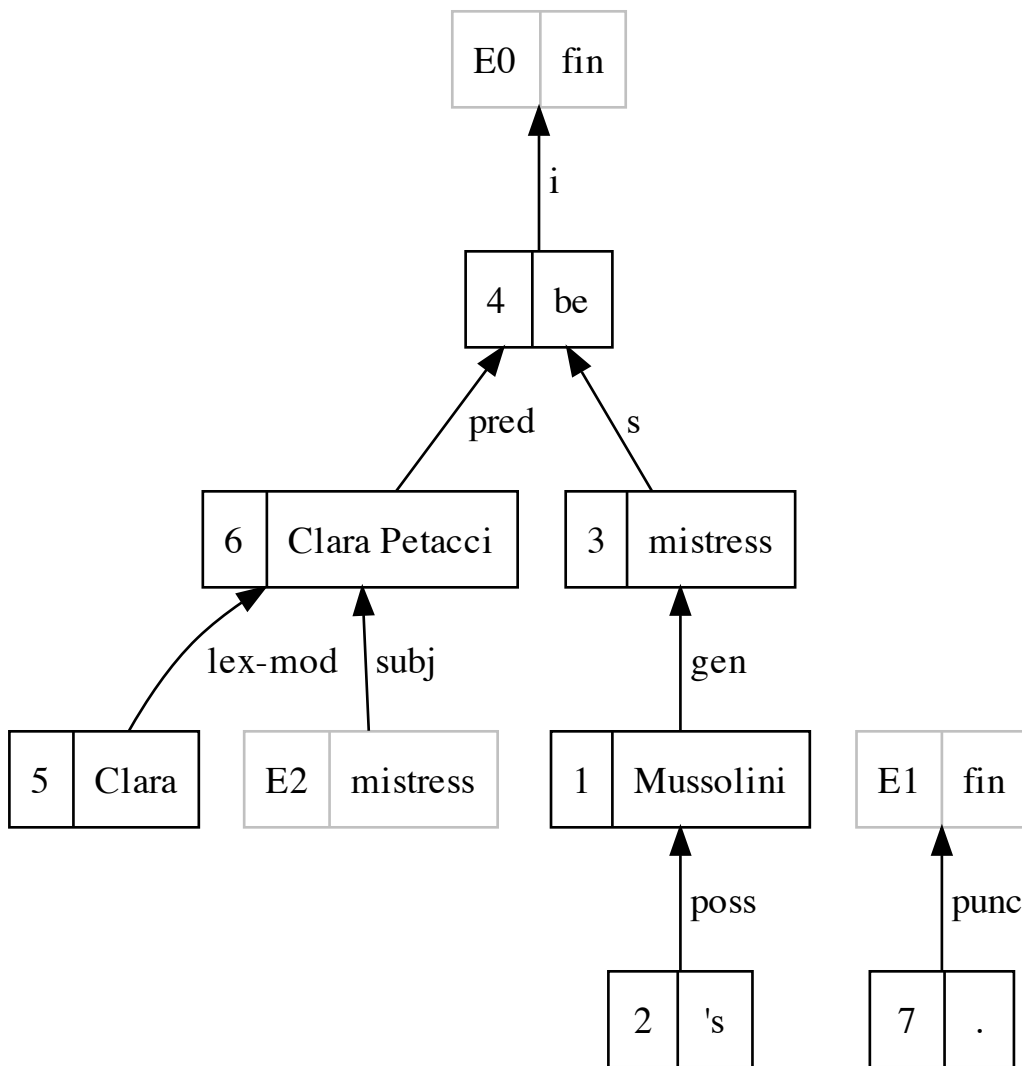 E0 fin
i
4 be
pred s
6 Clara Petacci 3 mistress
lex-mod subj gen
5 Clara E2 mistress 1 Mussolini E1 fin
poss punc
2 's 7 .